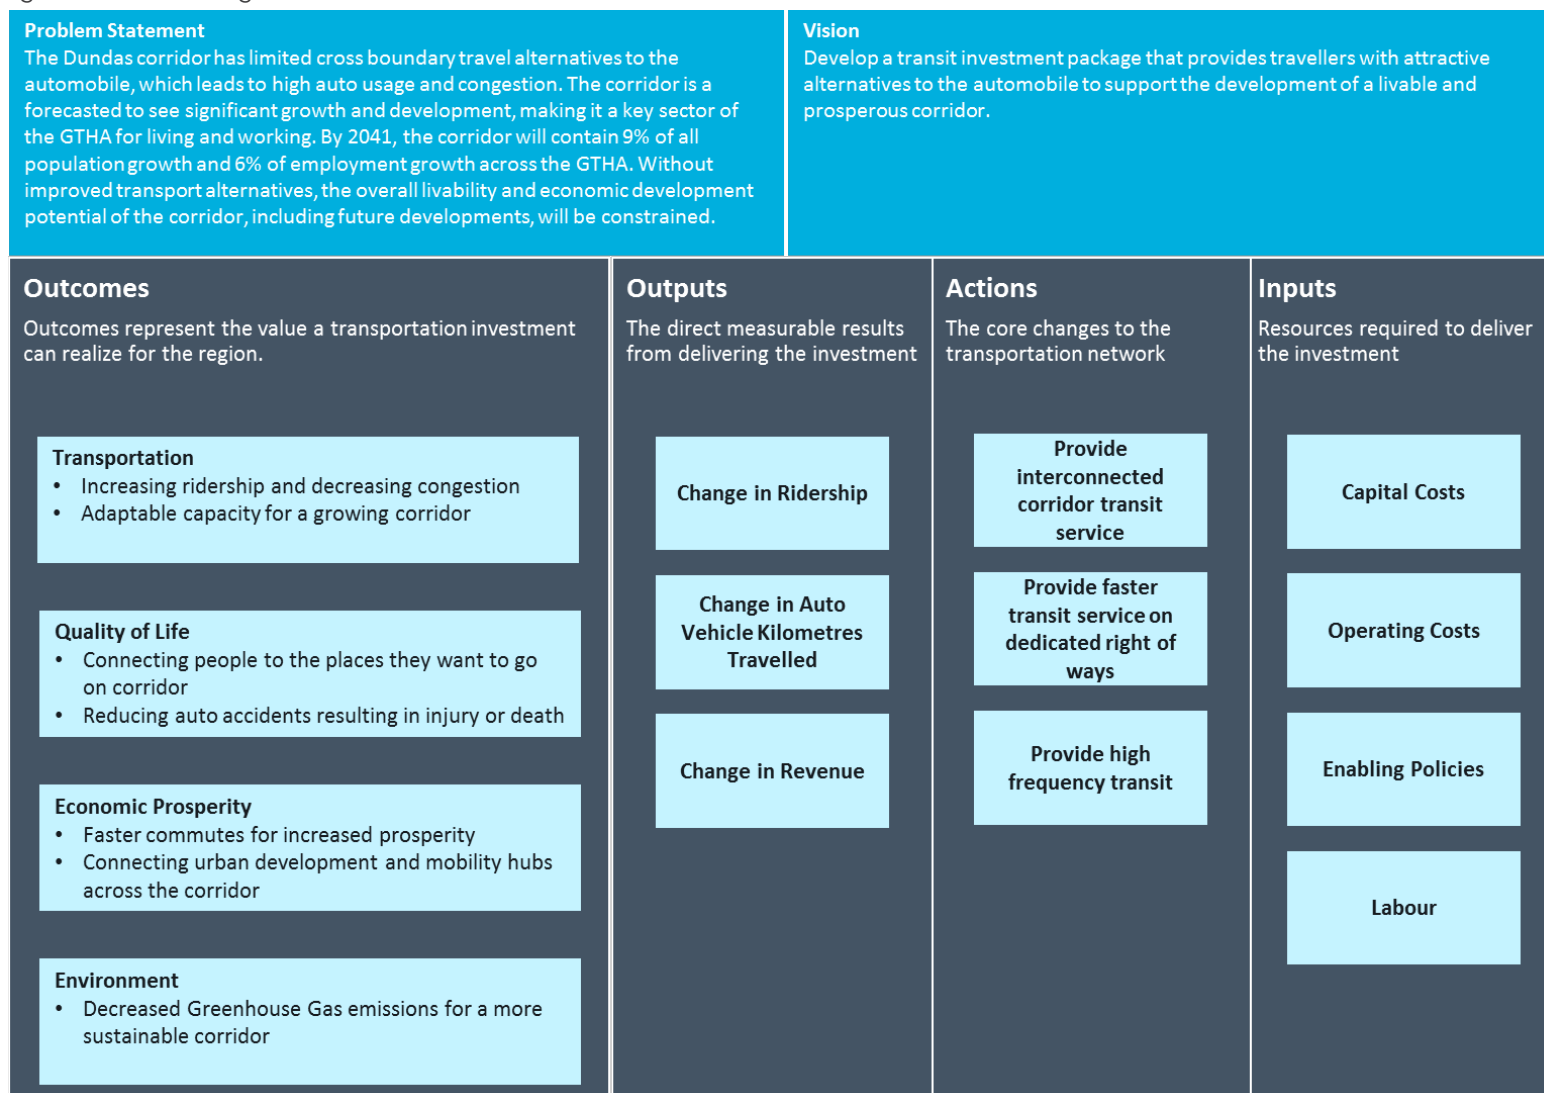 Problem Statement
The Dundas corridor has limited cross boundary travel alternatives to the
automobile, which leads to high auto usage and congestion. The corridor is a
forecasted to see significant growth and development, making it a key sector of
the GTHA for living and working. By 2041, the corridor will contain 9% of all
population growth and 6% of employment growth across the GTHA. Without
improved transport alternatives, the overall livability and economic development
potential of the corridor, including future developments, will be constrained.
Vision
Develop a transit investment package that provides travellers with attractive
alternatives to the automobile to support the development of a livable and
prosperous corridor.
Outcomes
Outcomes represent the value a transportation investment
can realize for the region.
Transportation
• Increasing ridership and decreasing congestion
• Adaptable capacity for a growing corridor
Quality of Life
• Connecting people to the places they want to go
on corridor
• Reducing auto accidents resulting in injury or death
Economic Prosperity
• Faster commutes for increased prosperity
• Connecting urban development and mobility hubs
across the corridor
Environment
• Decreased Greenhouse Gas emissions for a more
sustainable corridor
Outputs
The direct measurable results
from delivering the investment
Change in Ridership
Change in Auto
Vehicle Kilometres
Travelled
Change in Revenue
Actions
The core changes to the
transportation network
Provide
interconnected
corridor transit
service
Provide faster
transit service on
dedicated right of
ways
Provide high
frequency transit
Inputs
Resources required to deliver
the investment
Capital Costs
Operating Costs
Enabling Policies
Labour